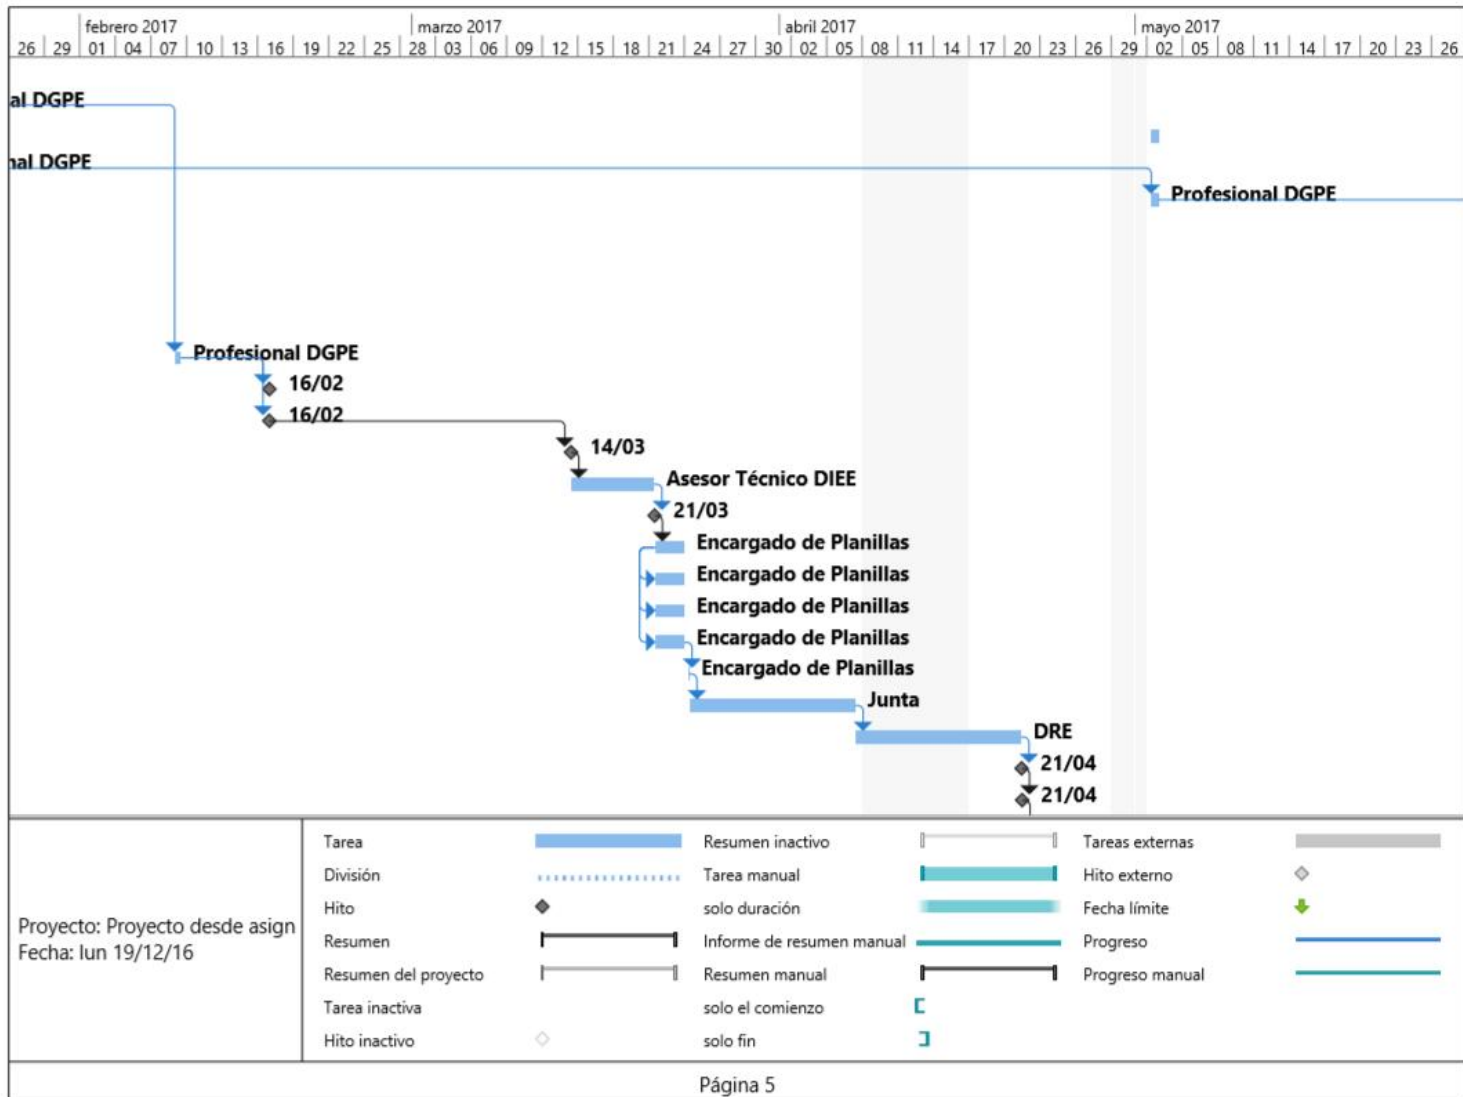 febrero 2017 marzo 2017 abril 2017 mayo 2017
26 29 01 04 07 10 13 16 19 22 25 28 03 06 09 12 15 18 21 24 27 30 02 05 08 11 14 17 20 23 26 29 02 05 08 11 14 17 20 23 26
al DGPE
nal DGPE
Profesional DGPE
Profesional DGPE
16/02
16/02
14/03
Asesor Técnico DIEE
21/03
Encargado de Planillas
Encargado de Planillas
Encargado de Planillas
Encargado de Planillas
Encargado de Planillas
Junta
DRE
21/04
21/04
Proyecto: Proyecto desde asign
Fecha: lun 19/12/16
Tarea
División
Hito
Resumen
Resumen del proyecto
Tarea inactiva
Hito inactivo
Resumen inactivo
Tarea manual
solo duración
Informe de resumen manual
Resumen manual
solo el comienzo
solo fin
Tareas externas
Hito externo
Fecha límite
Progreso
Progreso manual
Página 5